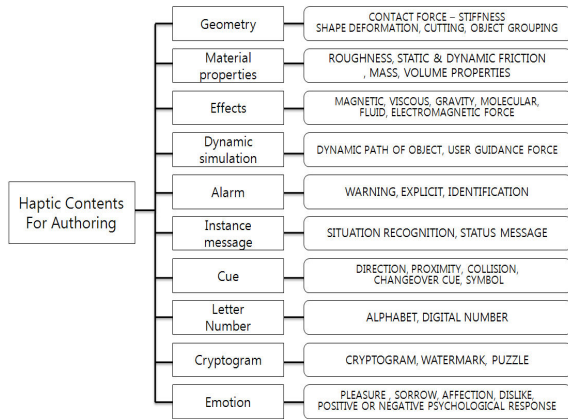 Geometry
CONTACT FORCE – STIFFNESS
SHAPE DEFORMATION, CUTTING, OBJECT GROUPING
Material
properties
ROUGHNESS, STATIC & DYNAMIC FRICTION
, MASS, VOLUME PROPERTIES
Effects
MAGNETIC, VISCOUS, GRAVITY, MOLECULAR,
FLUID, ELECTROMAGNETIC FORCE
Dynamic
simulation
DYNAMIC PATH OF OBJECT, USER GUIDANCE FORCE
Haptic Contents
For Authoring
Alarm
WARNING, EXPLICIT, IDENTIFICATION
Instance
message
SITUATION RECOGNITION, STATUS MESSAGE
Cue
DIRECTION, PROXIMITY, COLLISION,
CHANGEOVER CUE, SYMBOL
Letter
Number
ALPHABET, DIGITAL NUMBER
Cryptogram
CRYPTOGRAM, WATERMARK, PUZZLE
Emotion
PLEASURE , SORROW, AFFECTION, DISLIKE,
POSITIVE OR NEGATIVE PSYCHOLOGICAL RESPONSE